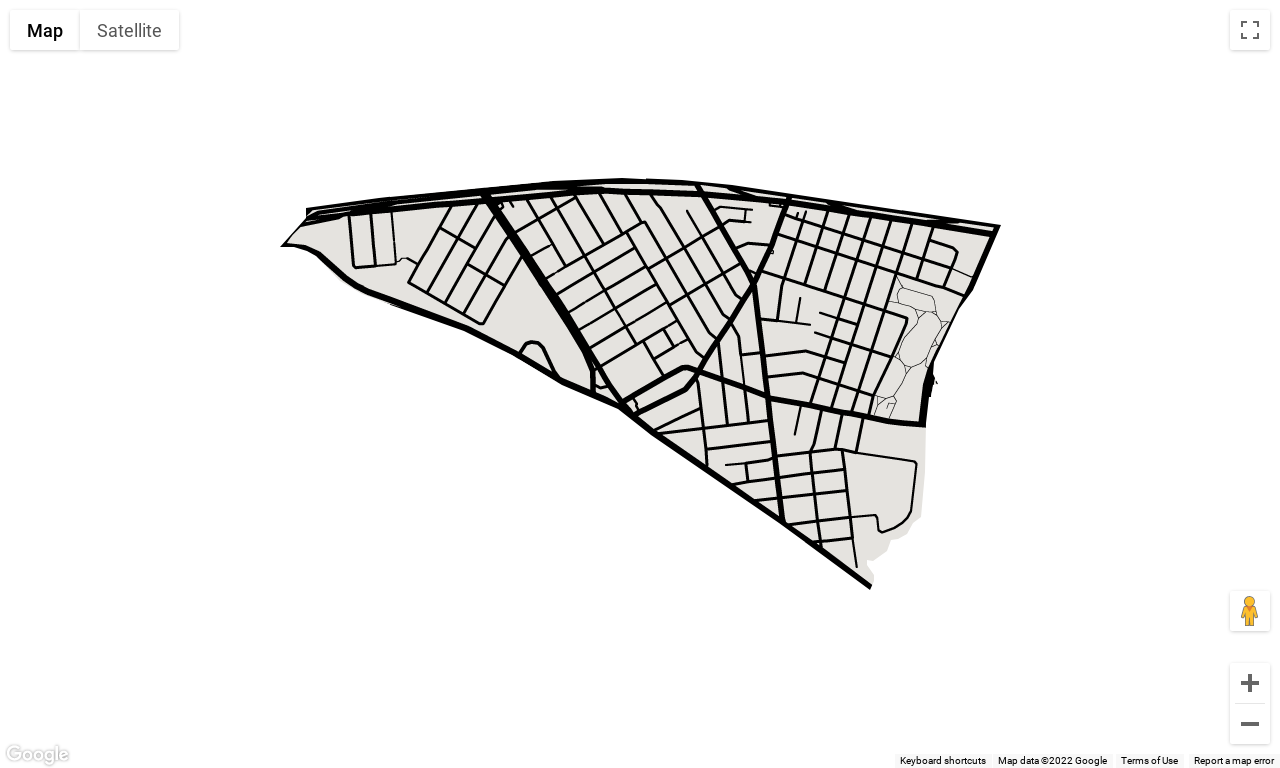 Map
Satellite
Google
Keyboard shortcuts
Map data ©2022 Google
Terms of Use
Report a map error